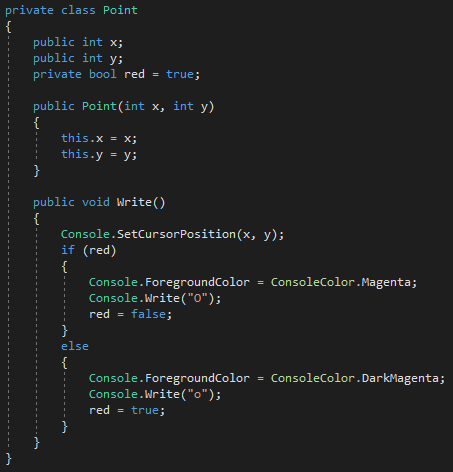 private class Point
{
    public int x;
    public int y;
    private bool red = true;

    public Point(int x, int y)
    {
        this.x = x;
        this.y = y;
    }

    public void Write()
    {
        Console.SetCursorPosition(x, y);
        if (red)
        {
            Console.ForegroundColor = ConsoleColor.Magenta;
            Console.Write("O");
            red = false;
        }
        else
        {
            Console.ForegroundColor = ConsoleColor.DarkMagenta;
            Console.Write("o");
            red = true;
        }
    }
}